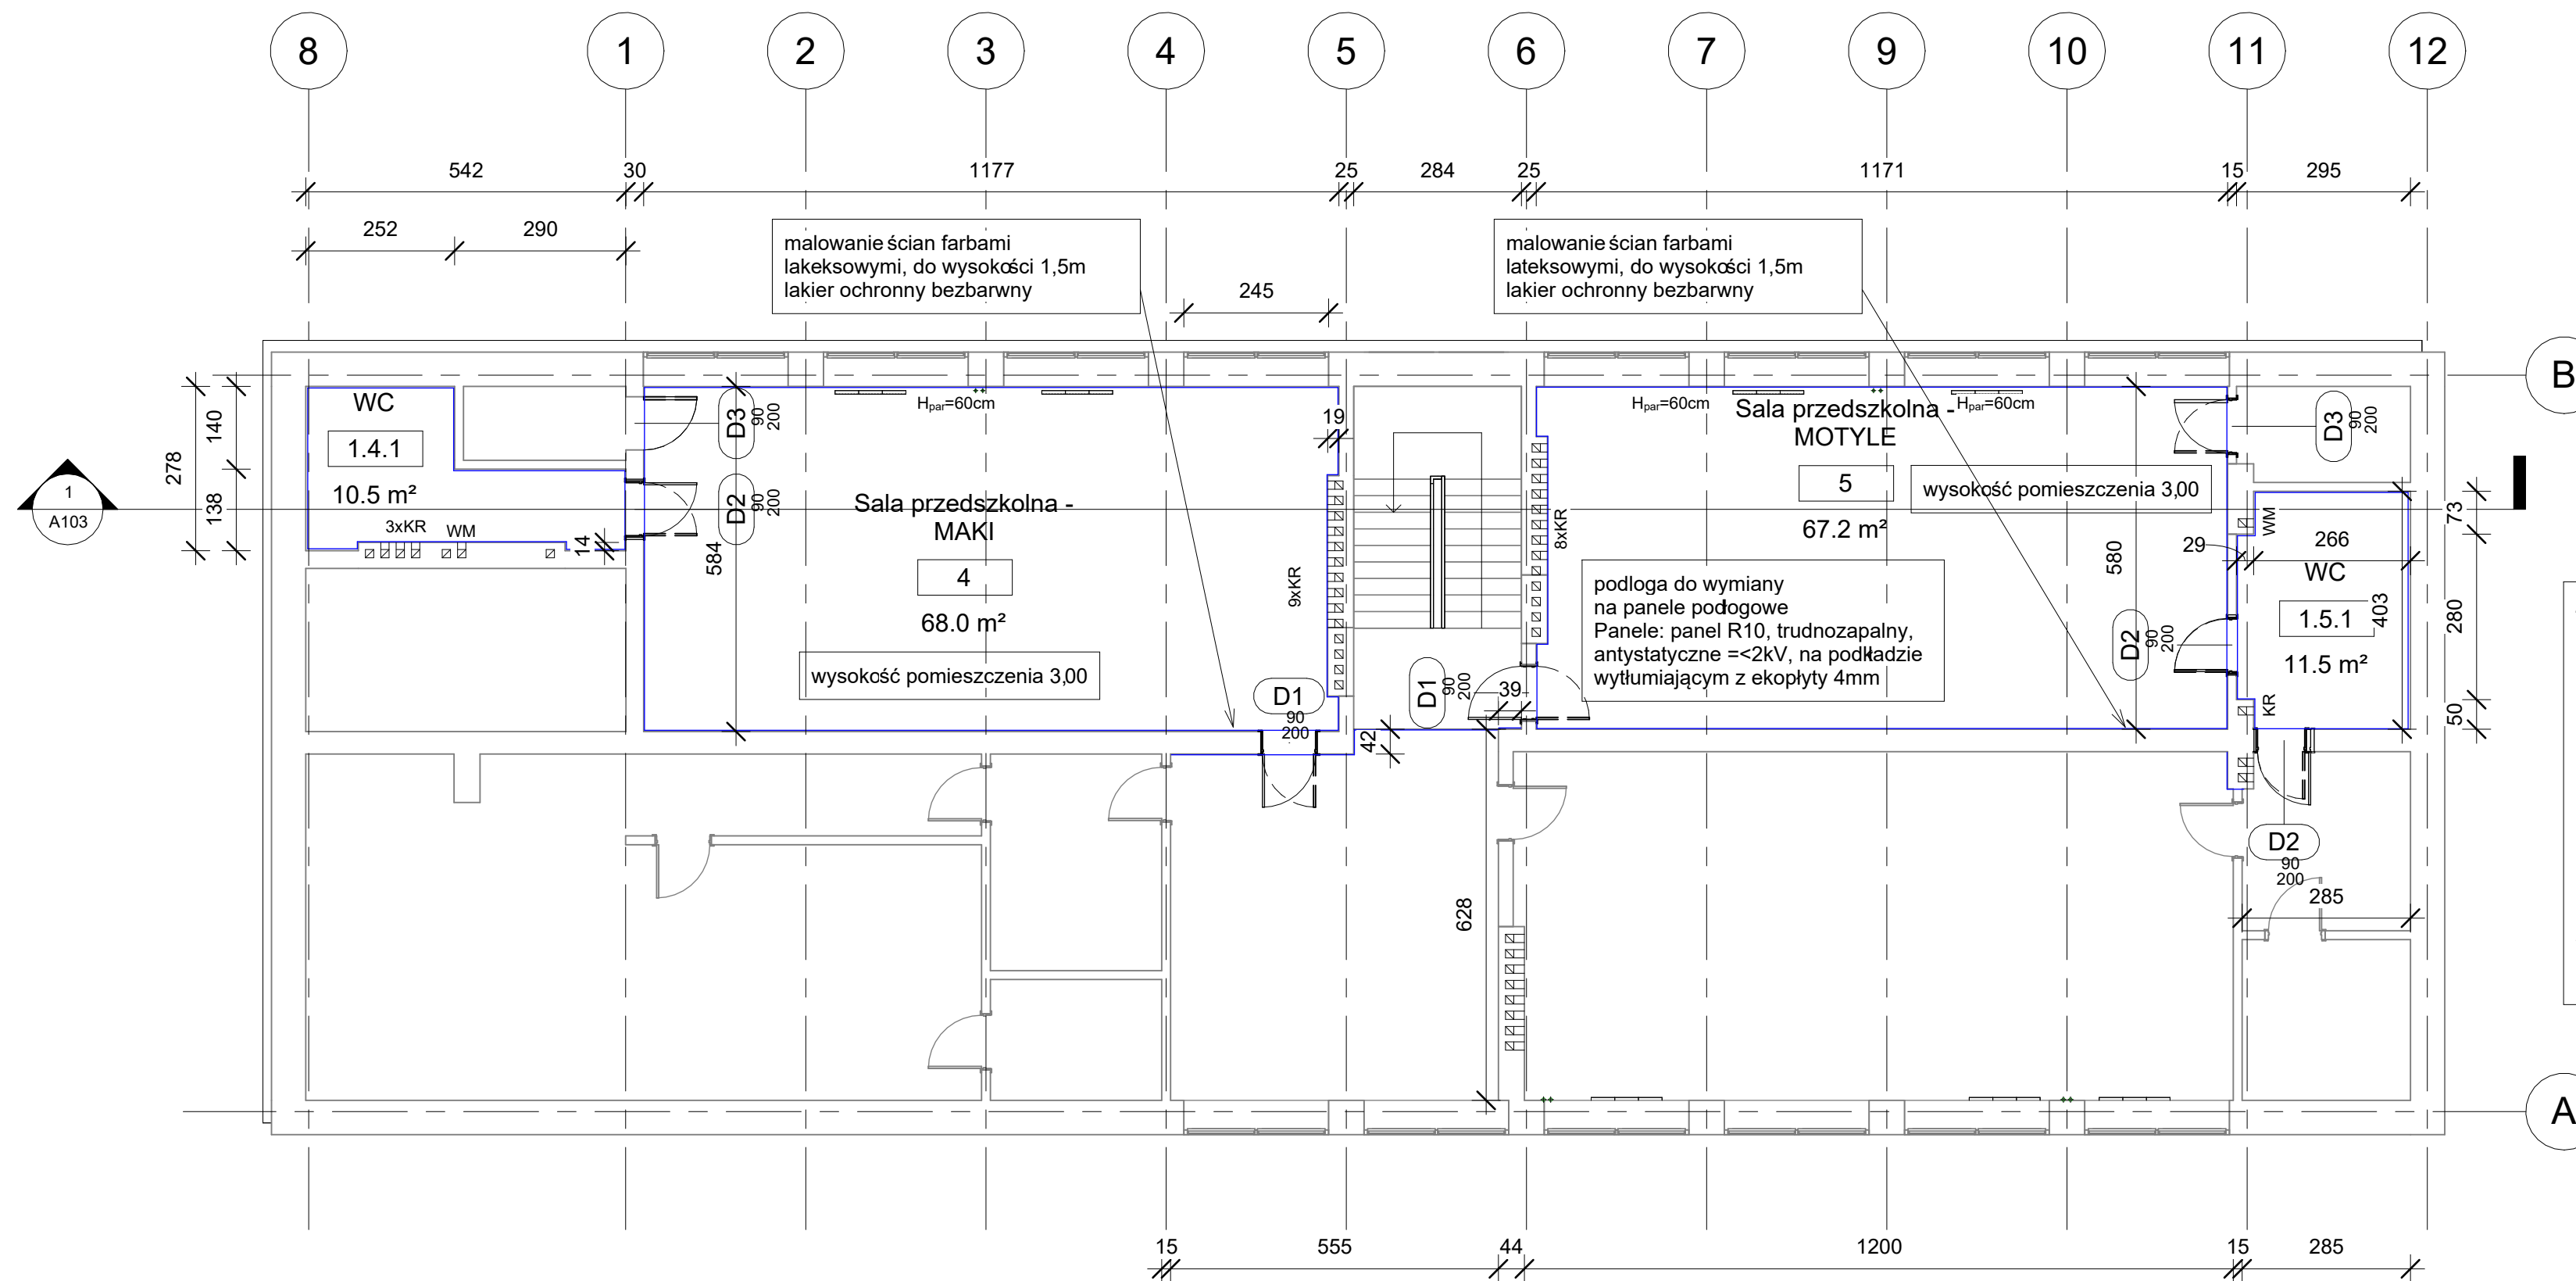 8 1 2 3 4 5 6 7 9 10 11 12
542 30 1177 25 284 25 1171 15 295
252 290
malowanie ścian farbami
lakeksowymi, do wysokości 1,5m
lakier ochronny bezbarwny
malowanie ścian farbami
lateksowymi, do wysokości 1,5m
lakier ochronny bezbarwny
245
B
278
140
138
WC
1.4.1
10.5 m²
3xKR
WM
14
1
A103
D3
90
200
D2
90
200
584
Hpar=60cm
Sala przedszkolna -
MAKI
4
68.0 m²
wysokość pomieszczenia 3,00
19
9xKR
D1
90
200
42
D1
90
200
39
8xKR
Hpar=60cm
Sala przedszkolna -
MOTYLE
Hpar=60cm
5
67.2 m²
wysokość pomieszczenia 3,00
podloga do wymiany
na panele podłogowe
Panele: panel R10, trudnozapalny,
antystatyczne =<2kV, na podkładzie
wytłumiającym z ekopłyty 4mm
580
D3
90
200
D2
90
200
29
WM
266
WC
1.5.1
11.5 m²
403
KR
73
280
50
D2
90
200
285
628
A
15 555 44 1200 15 285